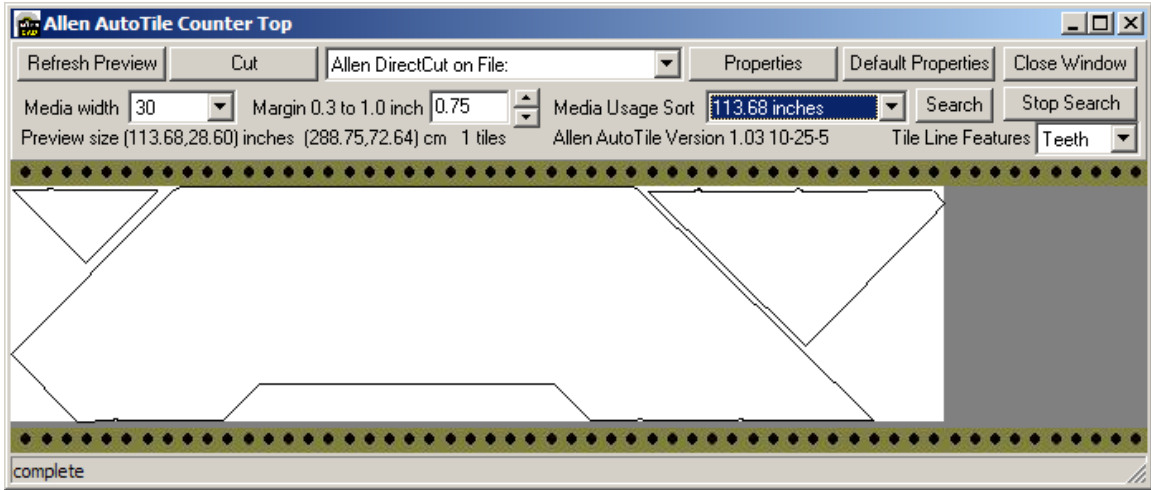 Allen AutoTile Counter Top
Refresh Preview Cut Allen DirectCut on File: Properties Default Properties Close Window
Media width 30 Margin 0.3 to 1.0 inch 0.75 Media Usage Sort 113.68 inches Search Stop Search
Preview size (113.68,28.60) inches (288.75,72.64) cm 1 tiles Allen AutoTile Version 1.03 10-25-5 Tile Line Features Teeth
complete